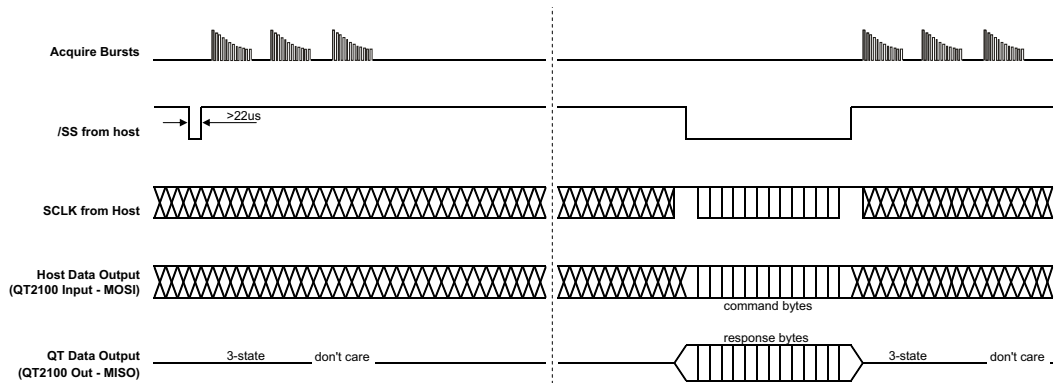 Acquire Bursts
>22us
/SS from host
SCLK from Host
Host Data Output
(QT2100 Input - MOSI)
command bytes
response bytes
QT Data Output
(QT2100 Out - MISO)
3-state
don't care
3-state
don't care